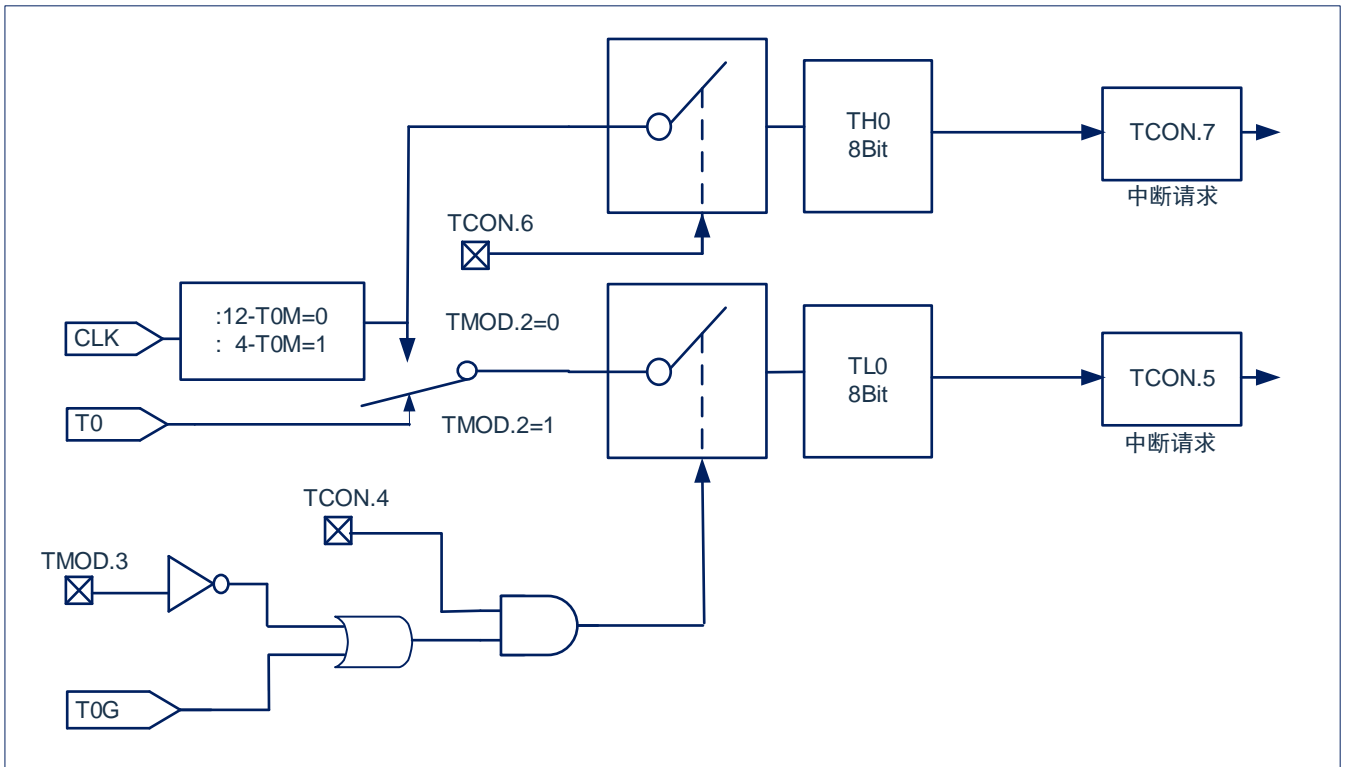 TH0
8Bit
TCON.7
中断请求
TCON.6
CLK
:12-T0M=0
: 4-T0M=1
TMOD.2=0
TL0
8Bit
TCON.5
中断请求
T0
TMOD.2=1
TCON.4
TMOD.3
T0G